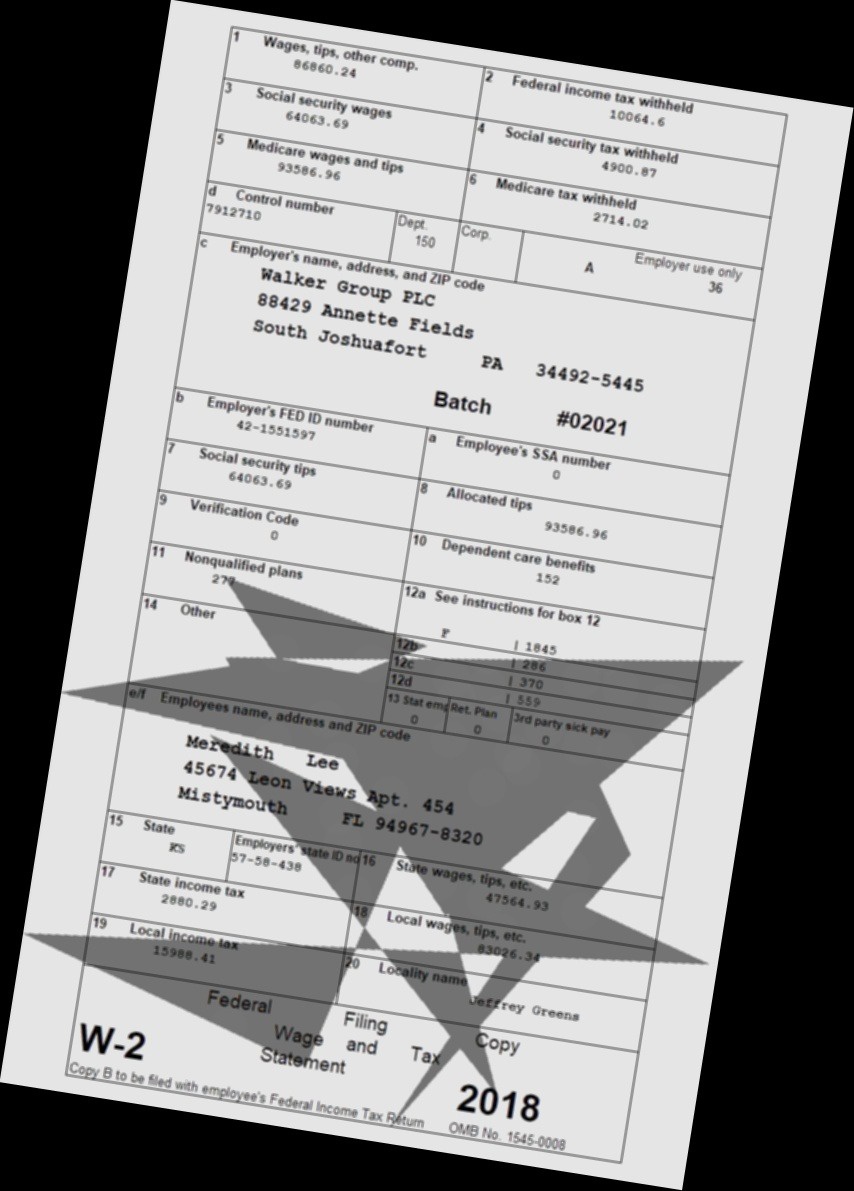 1 Wages, tips, other comp.
86860.24
2 Federal income tax withheld
10064.6
3 Social security wages
64063.69
4 Social security tax withheld
4900.87
5 Medicare wages and tips
93586.96
6 Medicare tax withheld
2714.02
d Control number
7912710
Dept.
150
Corp.
A
Employer use only
36
c Employer's name, address, and ZIP code
Walker Group PLC
88429 Annette Fields
South Joshuafort PA 34492-5445
Batch #02021
b Employer's FED ID number
42-1551597
a Employee's SSA number
0
7 Social security tips
64063.69
8 Allocated tips
93586.96
9 Verification Code
0
10 Dependent care benefits
152
11 Nonqualified plans
277
12a See instructions for box 12
F | 1845
12b | 286
12c | 370
12d | 559
14 Other
13 Stat emp
0
Ret. Plan
0
3rd party sick pay
0
e/f Employees name, address and ZIP code
Meredith Lee
45674 Leon Views Apt. 454
Mistymouth FL 94967-8320
15 State
KS
Employers' state ID no
57-58-438
16 State wages, tips, etc.
47564.93
17 State income tax
2880.29
18 Local wages, tips, etc.
83026.34
19 Local income tax
15988.41
20 Locality name
Jeffrey Greens
Federal Filing Copy
W-2 Wage and Tax
Statement
2018
Copy B to be filed with employee's Federal Income Tax Return
OMB No. 1545-0008